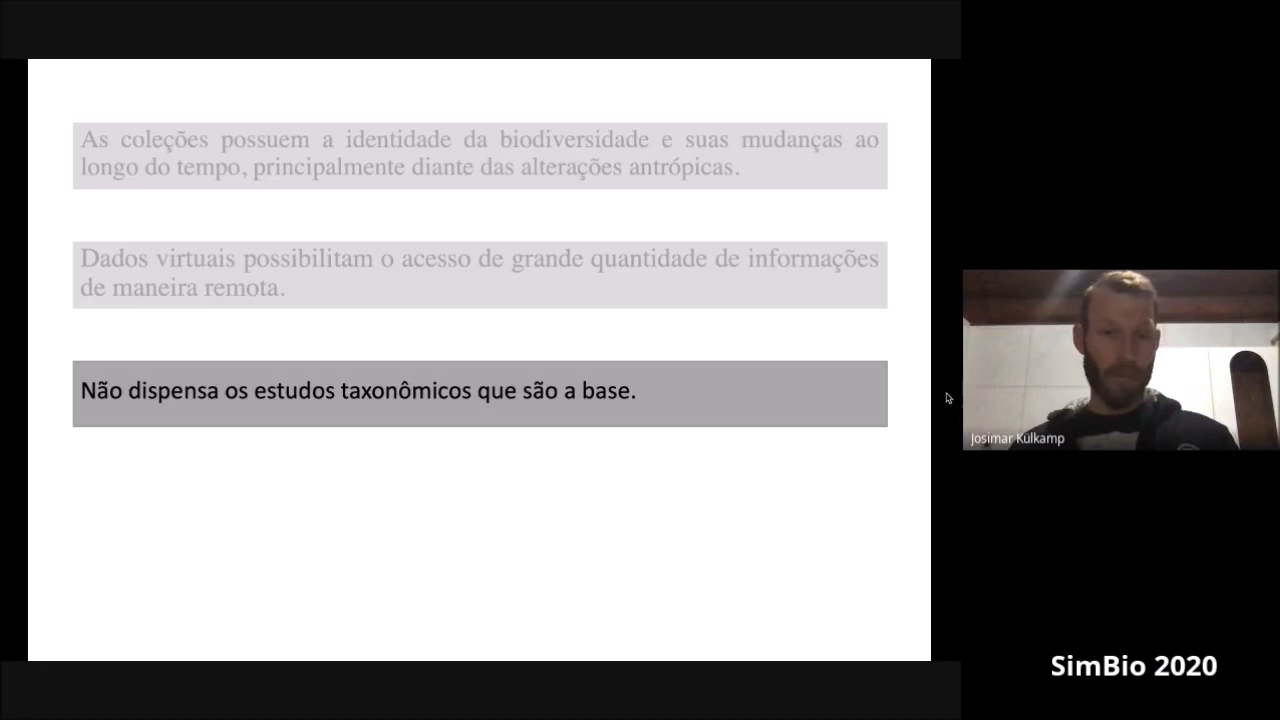 As coleções possuem a identidade da biodiversidade e suas mudanças ao
longo do tempo, principalmente diante das alterações antrópicas.
Dados virtuais possibilitam o acesso de grande quantidade de informações
de maneira remota.
Não dispensa os estudos taxonômicos que são a base.
Josimar Külkamp
SimBio 2020